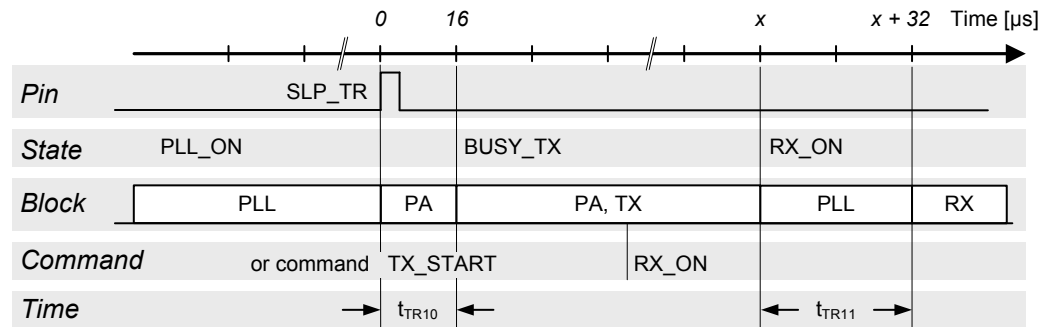 0 16 x x + 32 Time [µs]
Pin SLP_TR
State PLL_ON BUSY_TX RX_ON
Block PLL PA PA, TX PLL RX
Command or command TX_START RX_ON
Time tTR10 tTR11